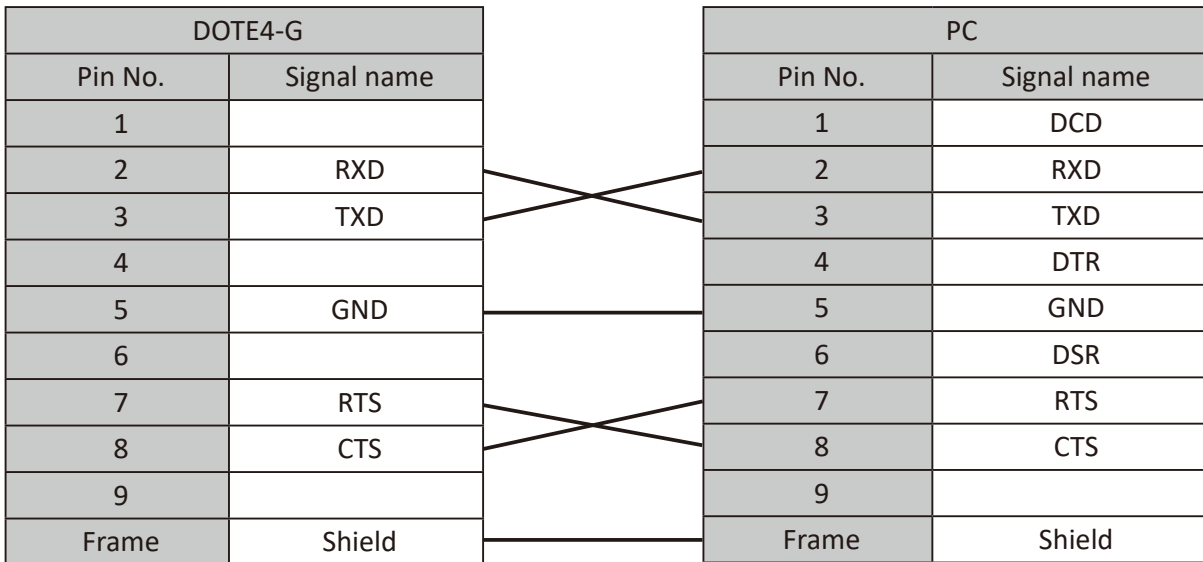 DOTE4-G PC
Pin No. Signal name Pin No. Signal name
1 1 DCD
2 RXD 2 RXD
3 TXD 3 TXD
4 4 DTR
5 GND 5 GND
6 6 DSR
7 RTS 7 RTS
8 CTS 8 CTS
9 9
Frame Shield Frame Shield